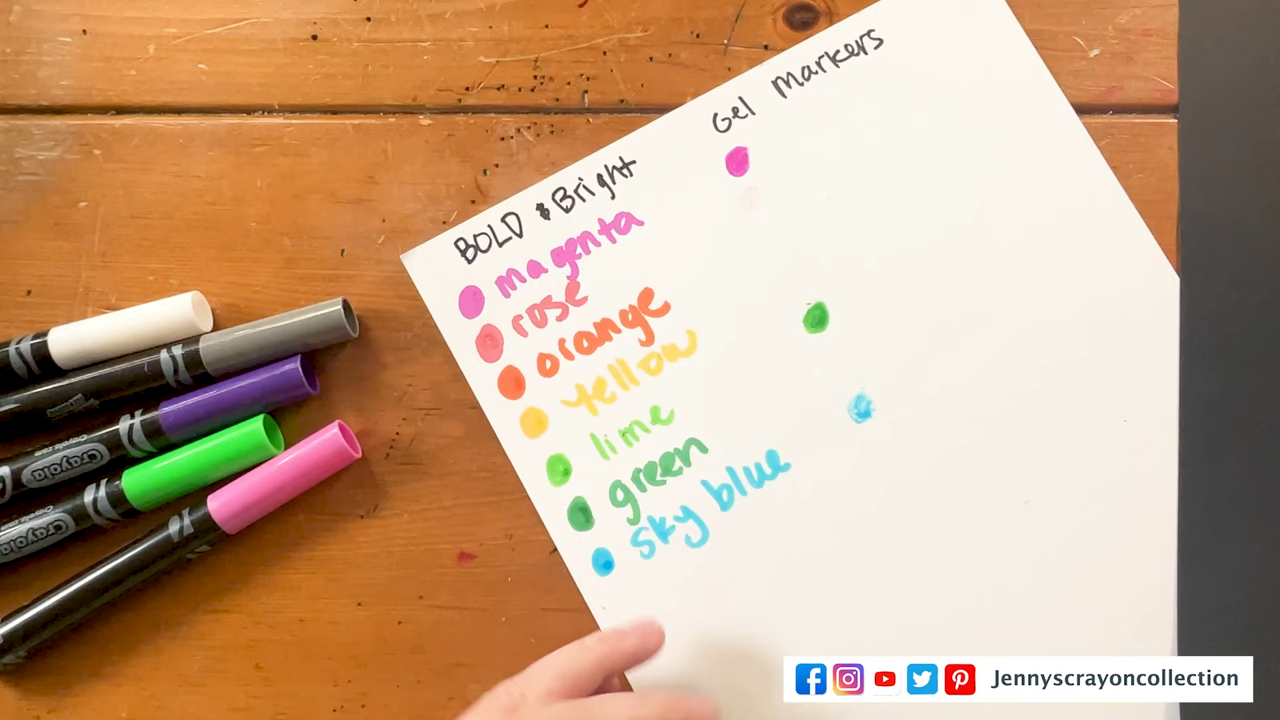 Gel Markers
BOLD & Bright
magenta
rose
orange
yellow
lime
green
sky blue
Crayola
Crayola
Jennyscrayoncollection